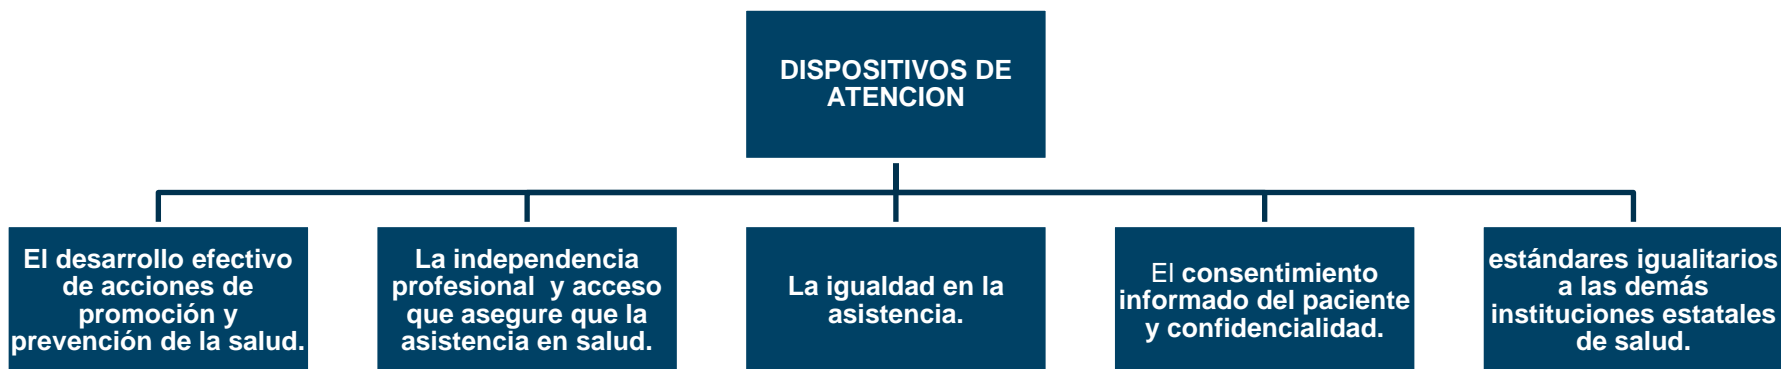 DISPOSITIVOS DE
ATENCION
El desarrollo efectivo
de acciones de
promoción y
prevención de la salud.
La independencia
profesional y acceso
que asegure que la
asistencia en salud.
La igualdad en la
asistencia.
El consentimiento
informado del paciente
y confidencialidad.
estándares igualitarios
a las demás
instituciones estatales
de salud.